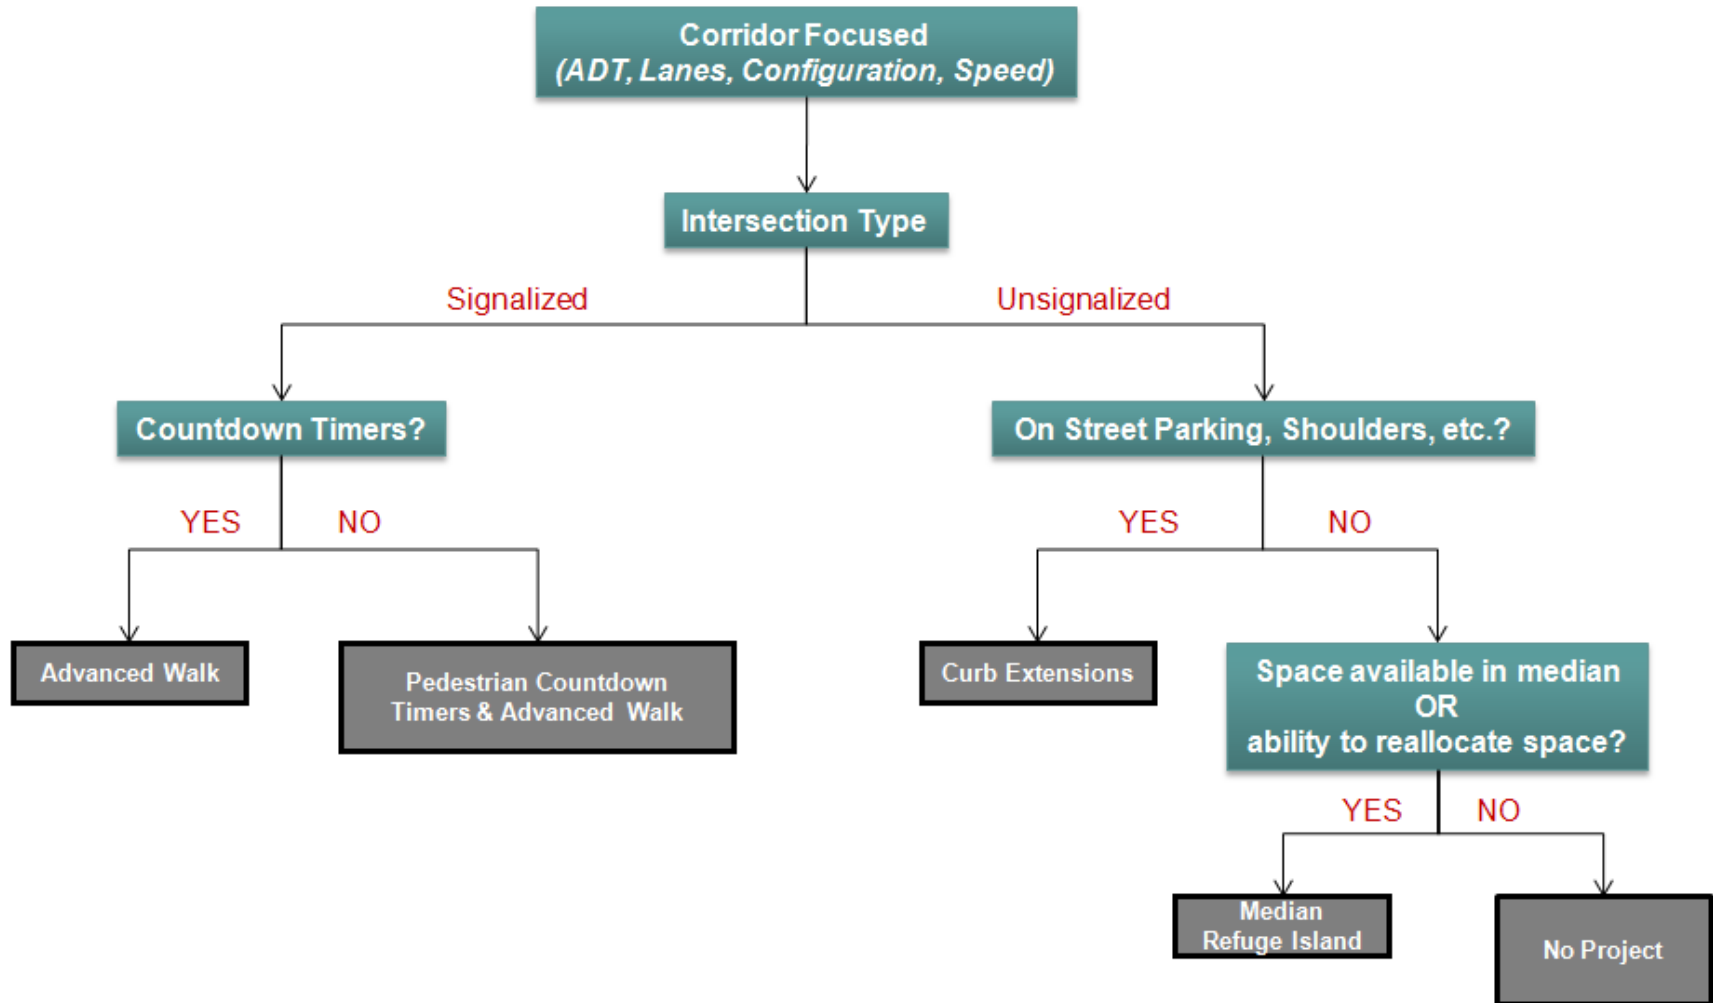 Corridor Focused
(ADT, Lanes, Configuration, Speed)
Intersection Type
Signalized
Unsignalized
Countdown Timers?
On Street Parking, Shoulders, etc.?
YES
NO
YES
NO
Advanced Walk
Pedestrian Countdown
Timers & Advanced Walk
Curb Extensions
Space available in median
OR
ability to reallocate space?
YES
NO
Median
Refuge Island
No Project